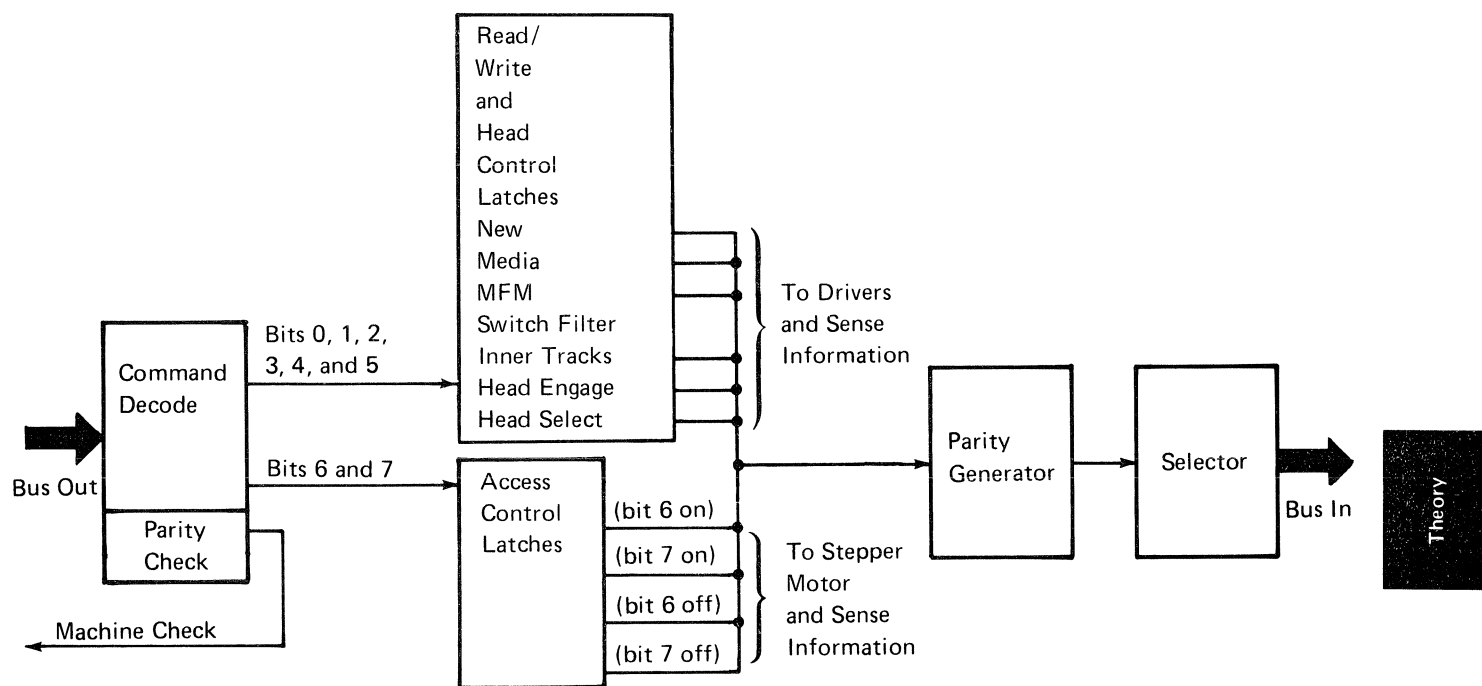 Read/
Write
and
Head
Control
Latches
New
Media
MFM
Switch Filter
Inner Tracks
Head Engage
Head Select
To Drivers
and Sense
Information
Bits 0, 1, 2,
3, 4, and 5
Command
Decode
Bus Out
Bits 6 and 7
Parity
Check
Machine Check
Access
Control
Latches
(bit 6 on)
(bit 7 on)
(bit 6 off)
(bit 7 off)
To Stepper
Motor
and Sense
Information
Parity
Generator
Selector
Bus In
Theory